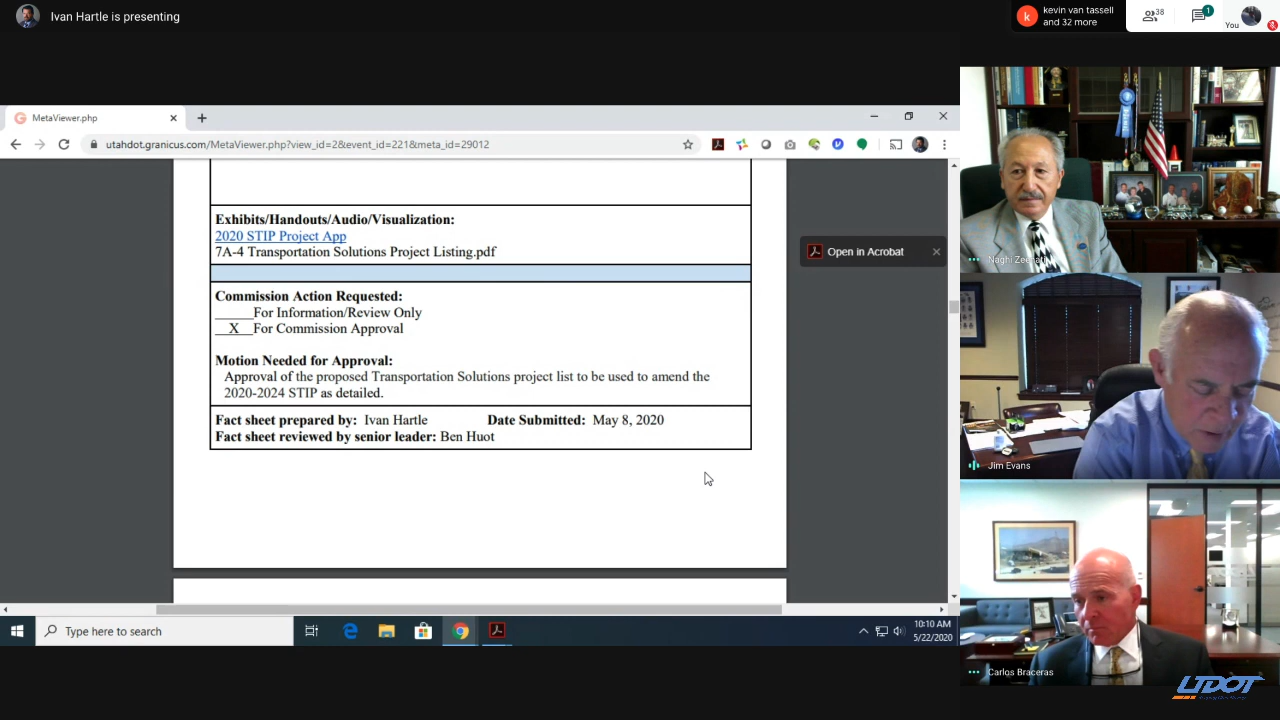 Ivan Hartle is presenting
k
kevin van tassell
and 32 more
38
1
You
MetaViewer.php
utahdot.granicus.com/MetaViewer.php?view_id=2&event_id=221&meta_id=29012
Exhibits/Handouts/Audio/Visualization:
2020 STIP Project App
7A-4 Transportation Solutions Project Listing.pdf
Open in Acrobat
Commission Action Requested:
______For Information/Review Only
__X__For Commission Approval
Motion Needed for Approval:
Approval of the proposed Transportation Solutions project list to be used to amend the
2020-2024 STIP as detailed.
Fact sheet prepared by: Ivan Hartle Date Submitted: May 8, 2020
Fact sheet reviewed by senior leader: Ben Huot
Type here to search
10:10 AM
5/22/2020
Jim Evans
Carlos Braceras
UDOT